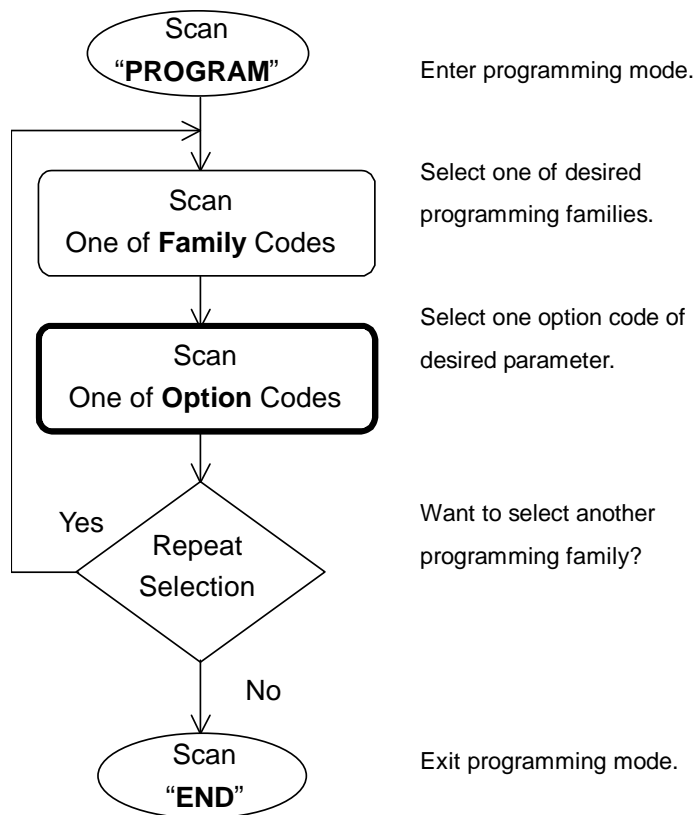 Scan
“PROGRAM”
Enter programming mode.
Scan
One of Family Codes
Select one of desired
programming families.
Scan
One of Option Codes
Select one option code of
desired parameter.
Yes
Repeat
Selection
Want to select another
programming family?
No
Scan
“END”
Exit programming mode.